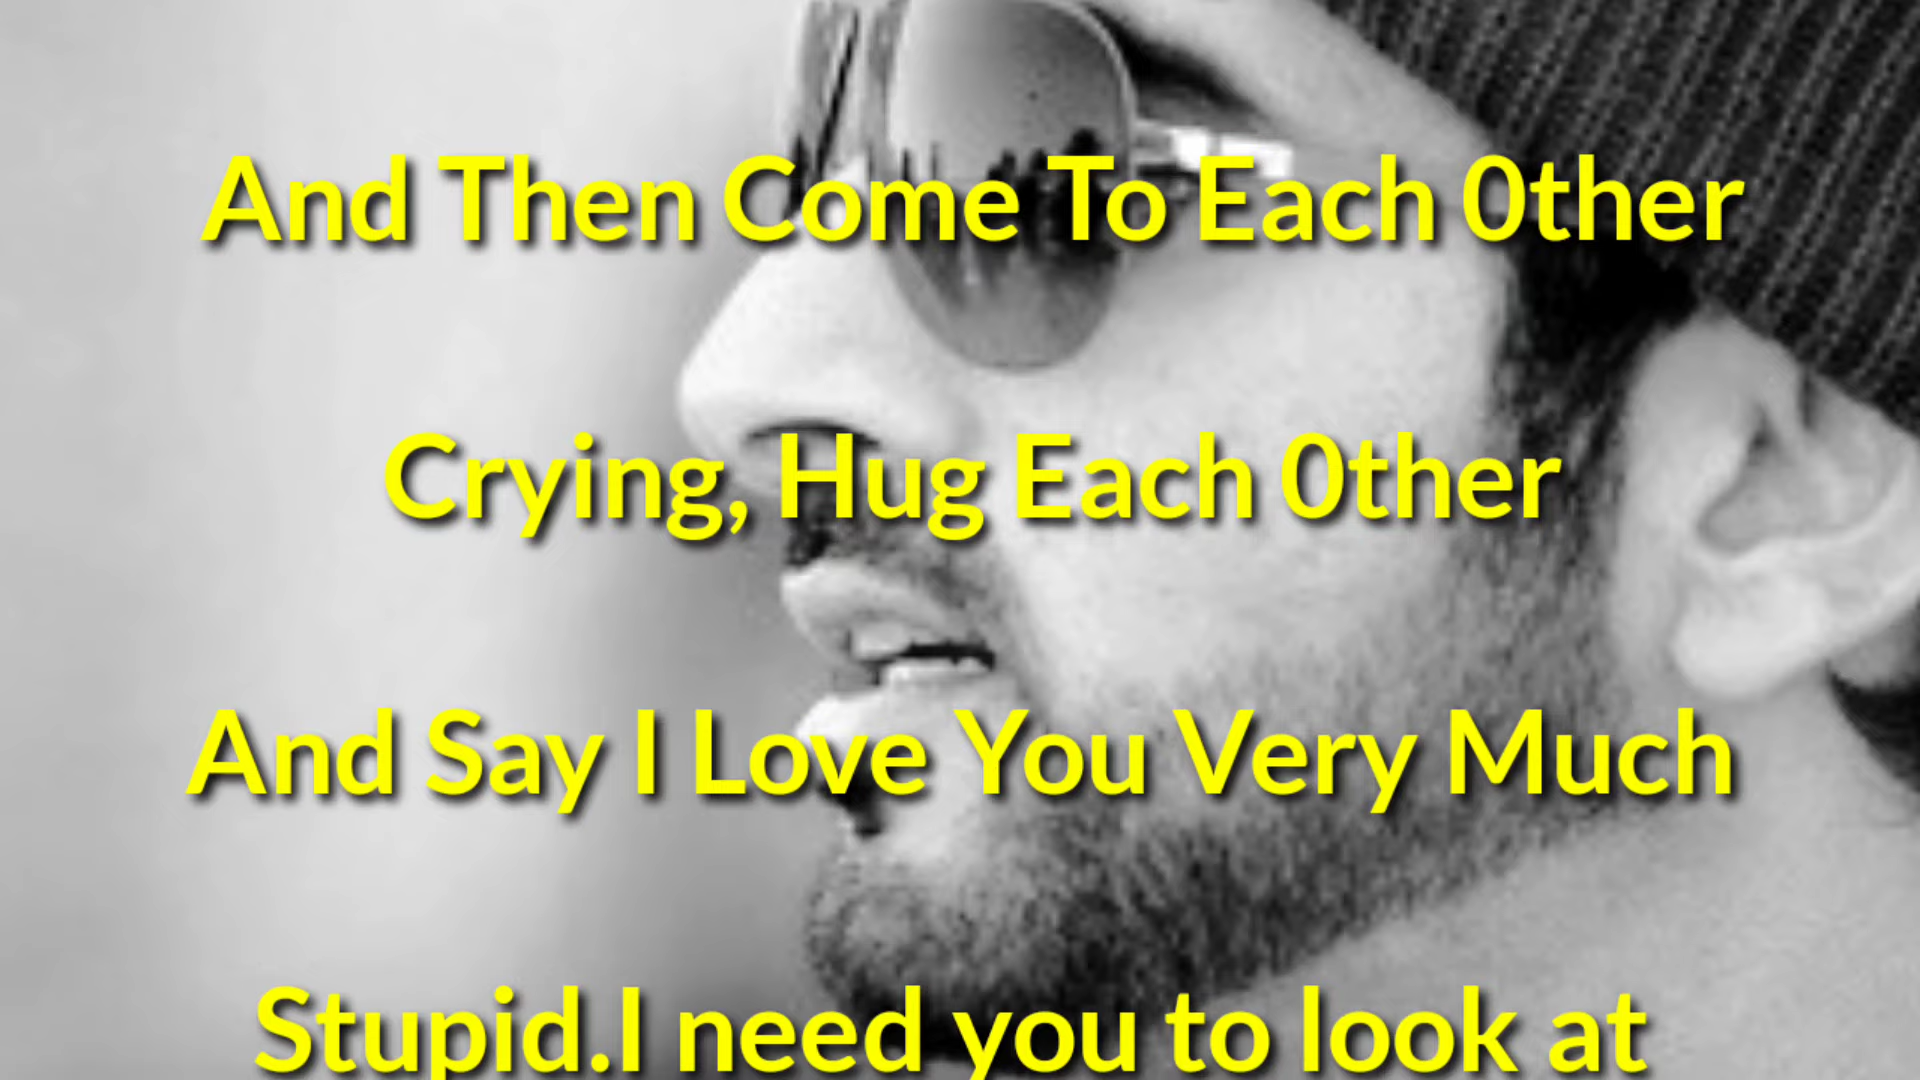 And Then Come To Each 0ther
Crying, Hug Each 0ther
And Say I Love You Very Much
Stupid.I need you to look at